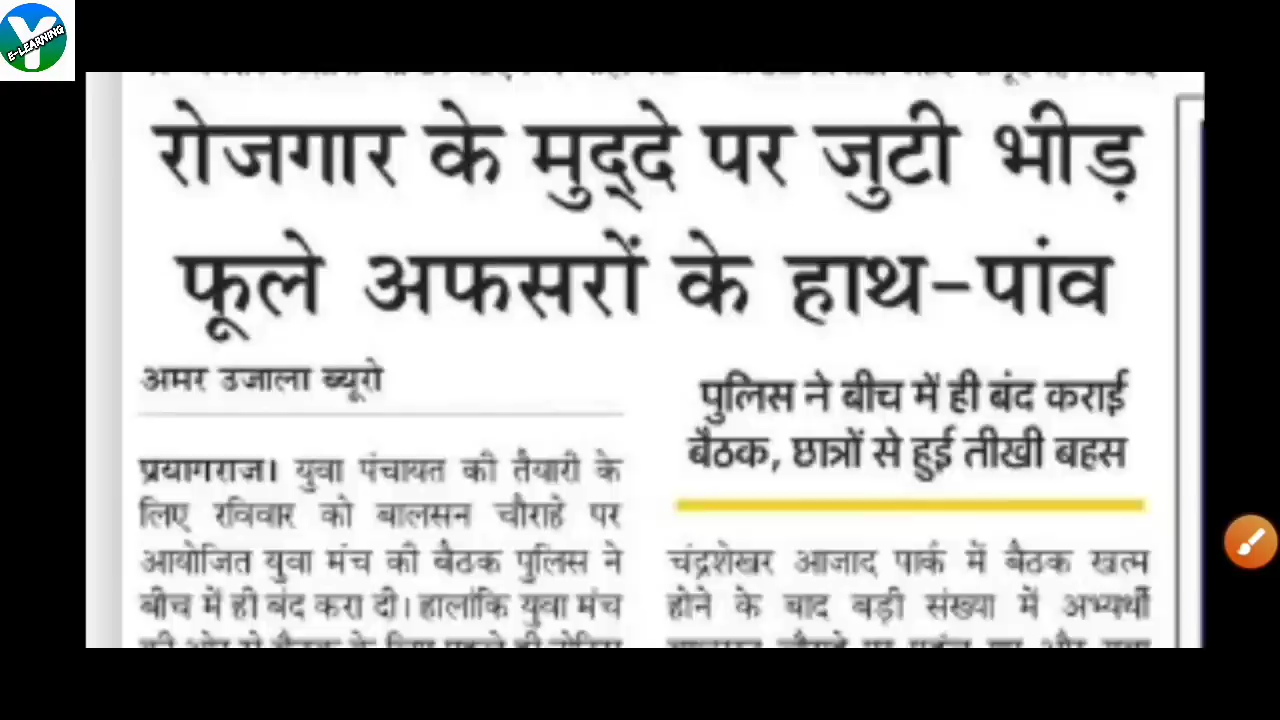 Y
E-LEARNING
रोजगार के मुद्दे पर जुटी भीड़
फूले अफसरों के हाथ-पांव
अमर उजाला ब्यूरो
पुलिस ने बीच में ही बंद कराई
बैठक, छात्रों से हुई तीखी बहस
प्रयागराज। युवा पंचायत की तैयारी के
लिए रविवार को बालसन चौराहे पर
आयोजित युवा मंच की बैठक पुलिस ने
बीच में ही बंद करा दी। हालांकि युवा मंच
चंद्रशेखर आजाद पार्क में बैठक खत्म
होने के बाद बड़ी संख्या में अभ्यर्थी